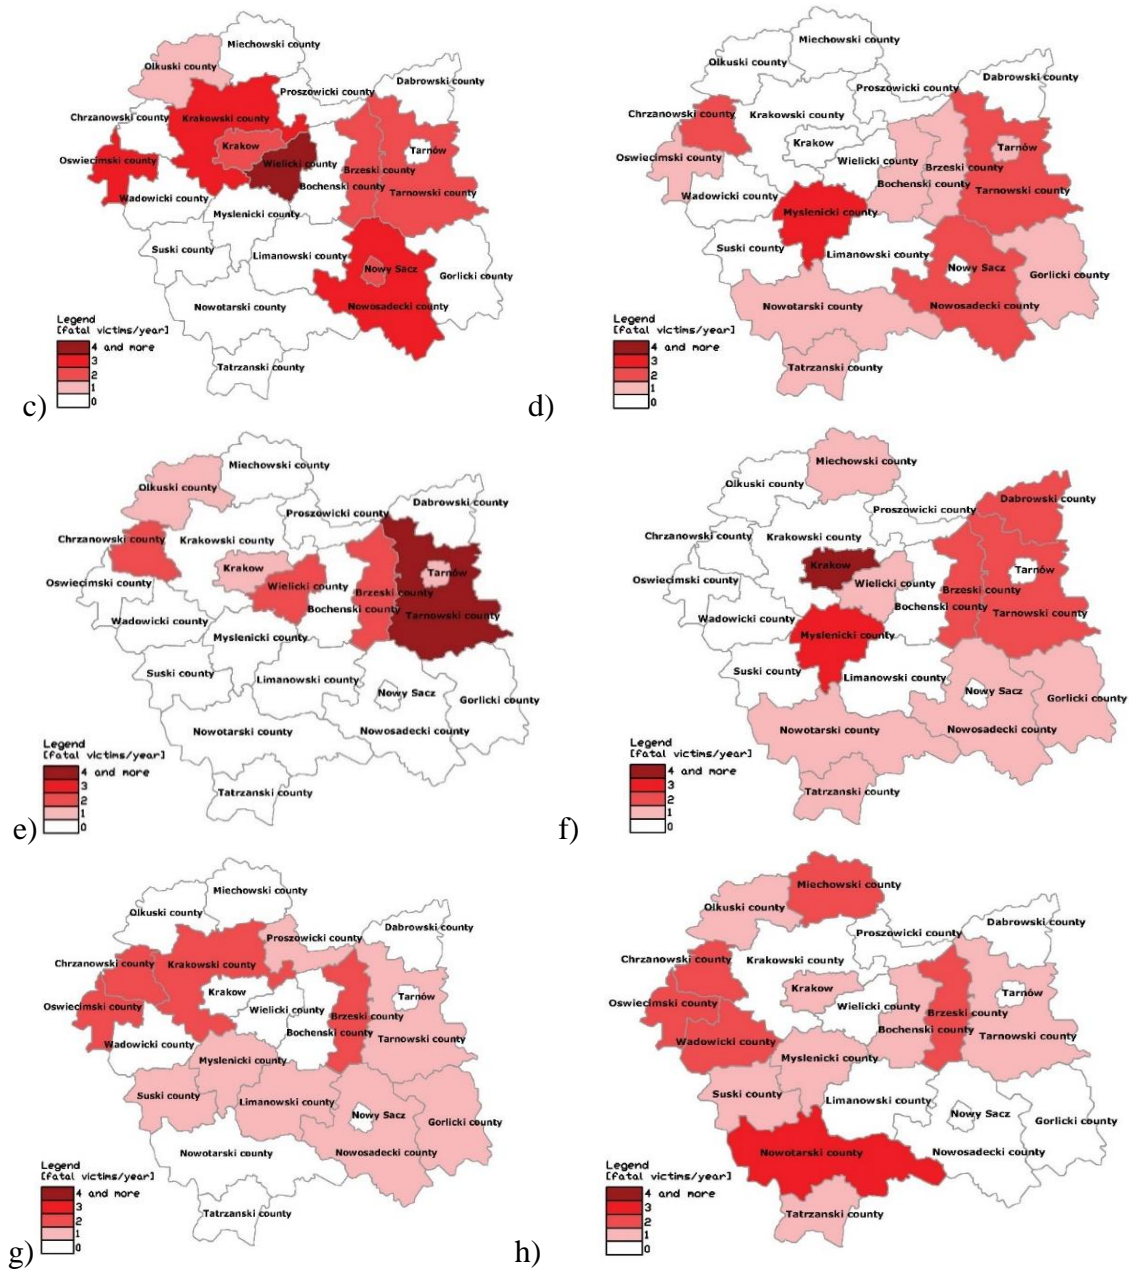 Miechowski county
Olkuski county
Dabrowski county
Proszowicki county
Chrzanowski county
Krakowski county
Krakow
Tarnów
Oswiecimski county
Wielicki county
Brzeski county
Bochenski county
Tarnowski county
Wadowicki county
Myslenicki county
Suski county
Limanowski county
Nowy Sacz
Gorlicki county
Nowotarski county
Nowosadecki county
Legend
[fatal victims/year]
4 and more
3
2
1
0
Tatrzanski county
c)
Miechowski county
Olkuski county
Dabrowski county
Proszowicki county
Chrzanowski county
Krakowski county
Krakow
Tarnów
Oswiecimski county
Wielicki county
Brzeski county
Bochenski county
Tarnowski county
Wadowicki county
Myslenicki county
Suski county
Limanowski county
Nowy Sacz
Gorlicki county
Nowotarski county
Nowosadecki county
Legend
[fatal victims/year]
4 and more
3
2
1
0
Tatrzanski county
d)
Miechowski county
Olkuski county
Dabrowski county
Proszowicki county
Chrzanowski county
Krakowski county
Krakow
Tarnów
Oswiecimski county
Wielicki county
Brzeski county
Bochenski county
Tarnowski county
Wadowicki county
Myslenicki county
Suski county
Limanowski county
Nowy Sacz
Gorlicki county
Nowotarski county
Nowosadecki county
Legend
[fatal victims/year]
4 and more
3
2
1
0
Tatrzanski county
e)
Miechowski county
Olkuski county
Dabrowski county
Proszowicki county
Chrzanowski county
Krakowski county
Krakow
Tarnów
Oswiecimski county
Wielicki county
Brzeski county
Bochenski county
Tarnowski county
Wadowicki county
Myslenicki county
Suski county
Limanowski county
Nowy Sacz
Gorlicki county
Nowotarski county
Nowosadecki county
Legend
[fatal victims/year]
4 and more
3
2
1
0
Tatrzanski county
f)
Miechowski county
Olkuski county
Dabrowski county
Proszowicki county
Chrzanowski county
Krakowski county
Krakow
Tarnów
Oswiecimski county
Wielicki county
Brzeski county
Bochenski county
Tarnowski county
Wadowicki county
Myslenicki county
Suski county
Limanowski county
Nowy Sacz
Gorlicki county
Nowotarski county
Nowosadecki county
Legend
[fatal victims/year]
4 and more
3
2
1
0
Tatrzanski county
g)
Miechowski county
Olkuski county
Dabrowski county
Proszowicki county
Chrzanowski county
Krakowski county
Krakow
Tarnów
Oswiecimski county
Wielicki county
Brzeski county
Bochenski county
Tarnowski county
Wadowicki county
Myslenicki county
Suski county
Limanowski county
Nowy Sacz
Gorlicki county
Nowotarski county
Nowosadecki county
Legend
[fatal victims/year]
4 and more
3
2
1
0
Tatrzanski county
h)